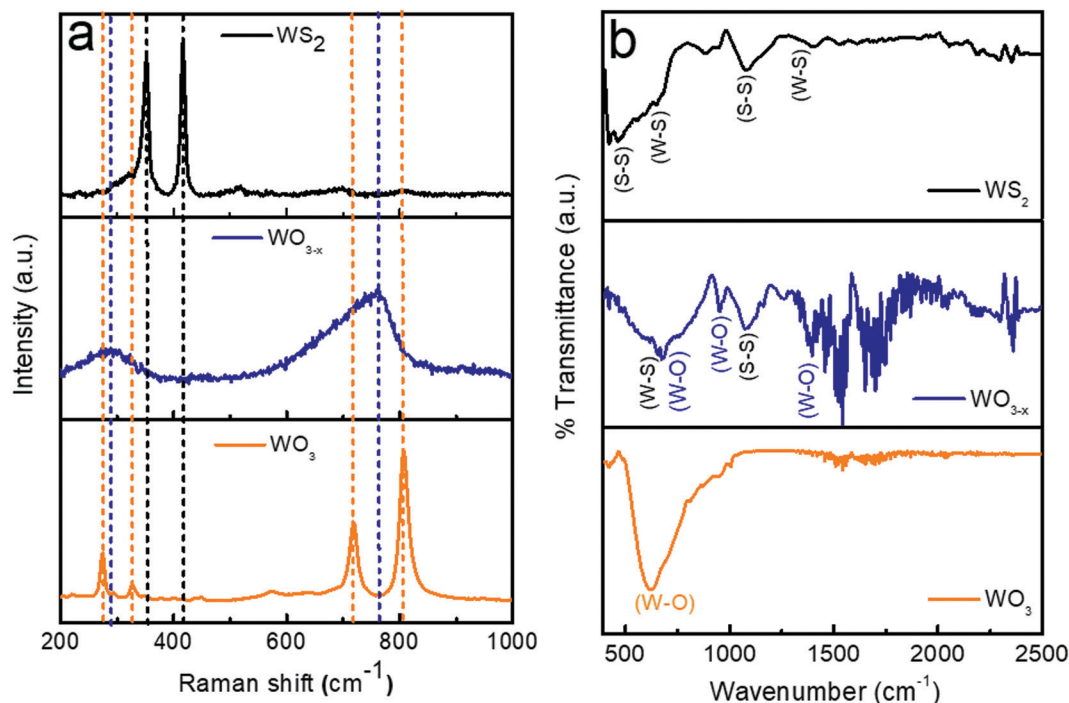 a
WS2
WO3-x
WO3
Intensity (a.u.)
200 400 600 800 1000
Raman shift (cm-1)
b
(S-S)
(W-S)
(S-S)
(W-S)
WS2
(W-S)
(W-O)
(W-O)
(S-S)
(W-O)
WO3-x
(W-O)
WO3
% Transmittance (a.u.)
500 1000 1500 2000 2500
Wavenumber (cm-1)